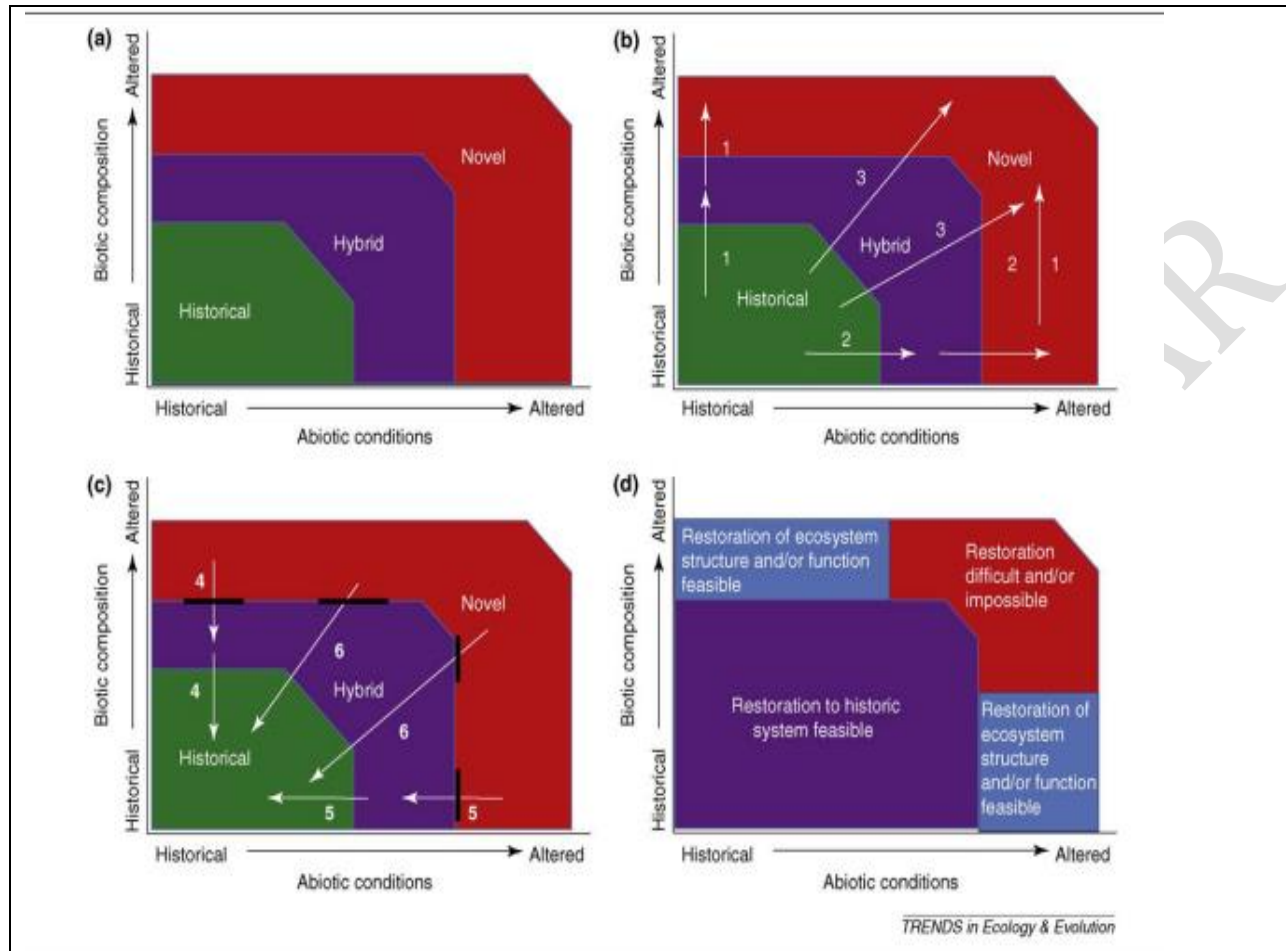 (a)
Altered
Biotic composition
Historical
Novel
Hybrid
Historical
Historical
Altered
Abiotic conditions
(b)
Altered
Biotic composition
Historical
1
3
Novel
3
Hybrid
1
2
1
Historical
2
Historical
Altered
Abiotic conditions
(c)
Altered
Biotic composition
Historical
4
Novel
6
4
Hybrid
6
Historical
5
5
Historical
Altered
Abiotic conditions
(d)
Altered
Biotic composition
Historical
Restoration of ecosystem
structure and/or function
feasible
Restoration
difficult and/or
impossible
Restoration to historic
system feasible
Restoration of
ecosystem
structure
and/or function
feasible
Historical
Altered
Abiotic conditions
TRENDS in Ecology & Evolution